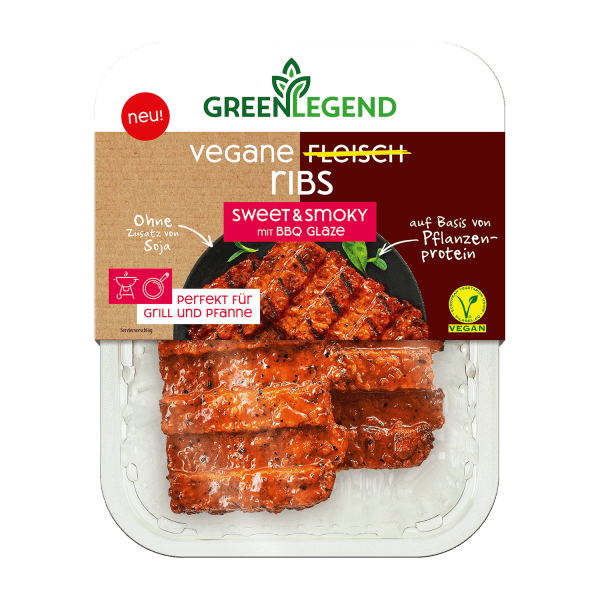 neu!
GREENLEGEND
vegane FLEISCH
RIBS
SWEET & SMOKY
MIT BBQ GLAZE
Ohne
Zusatz von
Soja
auf Basis von
Pflanzen-
protein
PERFEKT FÜR
GRILL UND PFANNE
Serviervorschlag
VEGAN